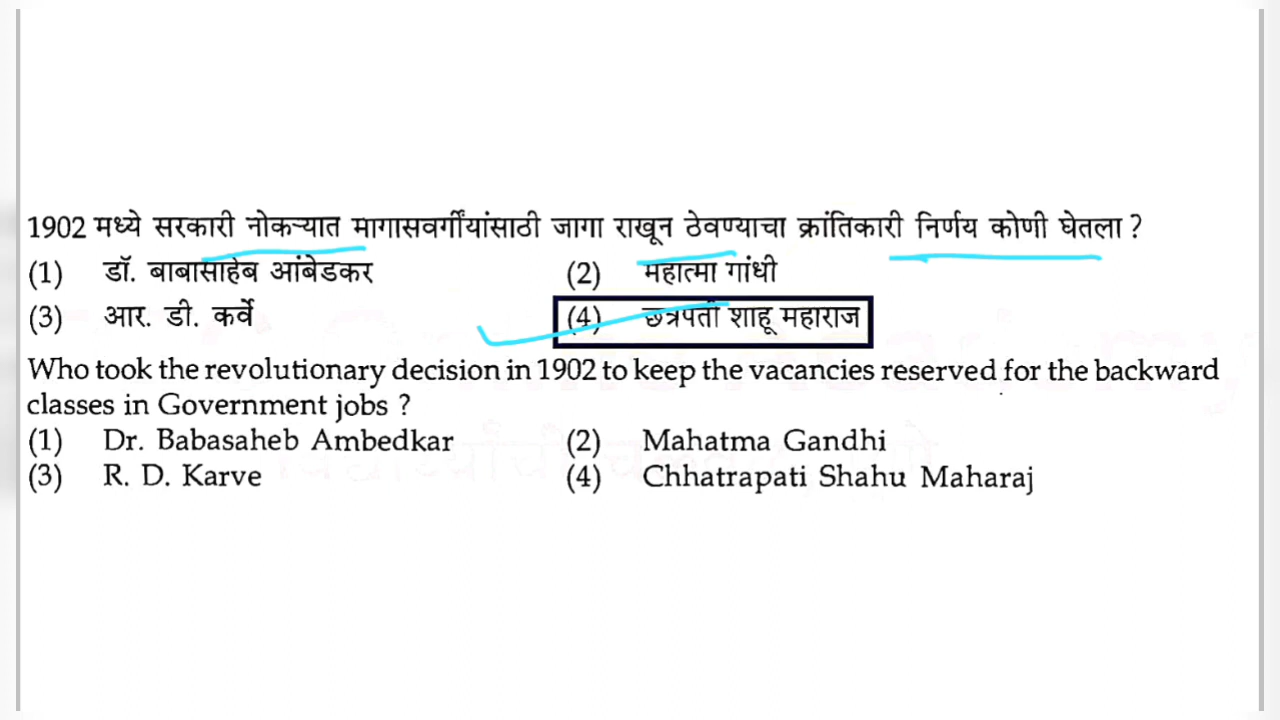 1902 मध्ये सरकारी नोकऱ्यात मागासवर्गीयांसाठी जागा राखून ठेवण्याचा क्रांतिकारी निर्णय कोणी घेतला ?
(1) डॉ. बाबासाहेब आंबेडकर (2) महात्मा गांधी
(3) आर. डी. कर्वे (4) छत्रपती शाहू महाराज
Who took the revolutionary decision in 1902 to keep the vacancies reserved for the backward
classes in Government jobs ?
(1) Dr. Babasaheb Ambedkar (2) Mahatma Gandhi
(3) R. D. Karve (4) Chhatrapati Shahu Maharaj